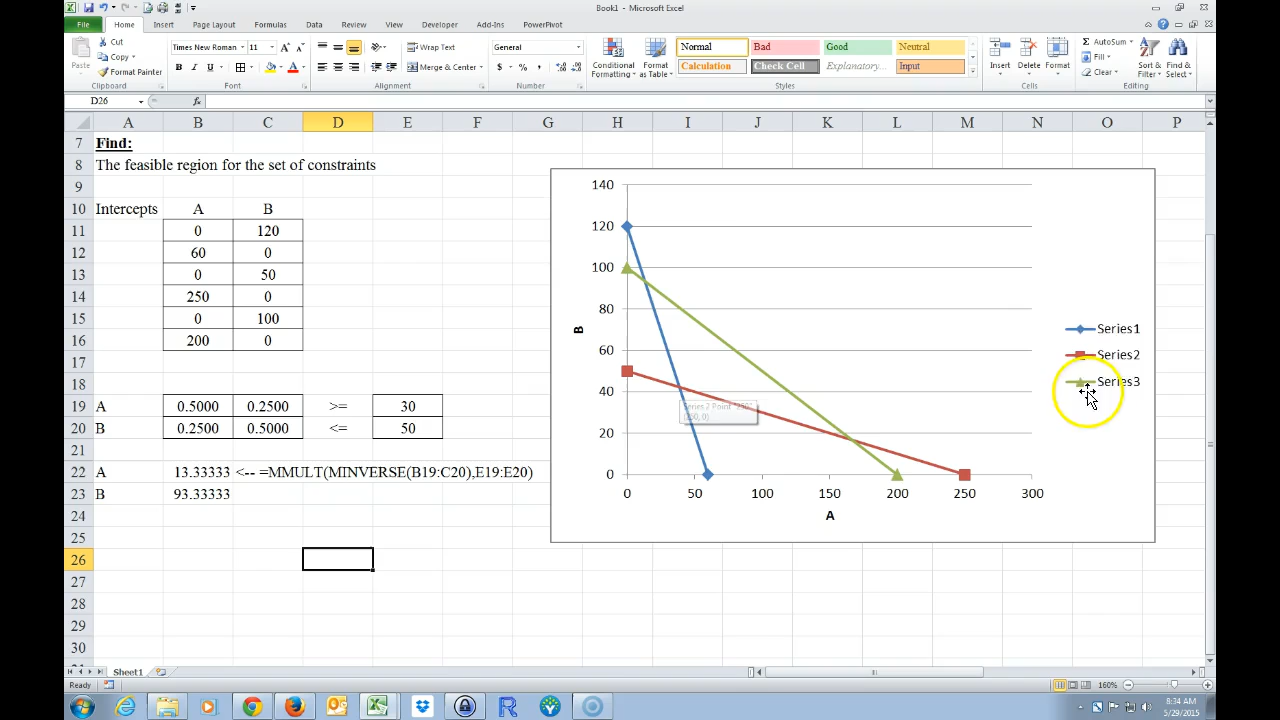 Book1 - Microsoft Excel
File Home Insert Page Layout Formulas Data Review View Developer Add-Ins PowerPivot
Cut
Copy
Format Painter
Paste
Clipboard
Times New Roman 11 A A
B I U A
Font
Wrap Text
Merge & Center
Alignment
General
$ % ,
Number
Conditional Formatting
Format as Table
Normal Bad Good Neutral
Calculation Check Cell Explanatory... Input
Styles
Insert Delete Format
Cells
AutoSum
Fill
Clear
Sort & Filter
Find & Select
Editing
D26 fx
A B C D E F G H I J K L M N O P
7 Find:
8 The feasible region for the set of constraints
9
10 Intercepts A B
11 0 120
12 60 0
13 0 50
14 250 0
15 0 100
16 200 0
17
18
19 A 0.5000 0.2500 >= 30
20 B 0.2500 0.5000 <= 50
21
22 A 13.33333 <-- =MMULT(MINVERSE(B19:C20),E19:E20)
23 B 93.33333
24
25
26
27
28
29
30
140
120
100
80
60
40
20
0
B
0 50 100 150 200 250 300
A
Series1
Series2
Series3
Series 2 Point "250"
(250, 0)
Sheet1
Ready
160%
8:34 AM
5/29/2015